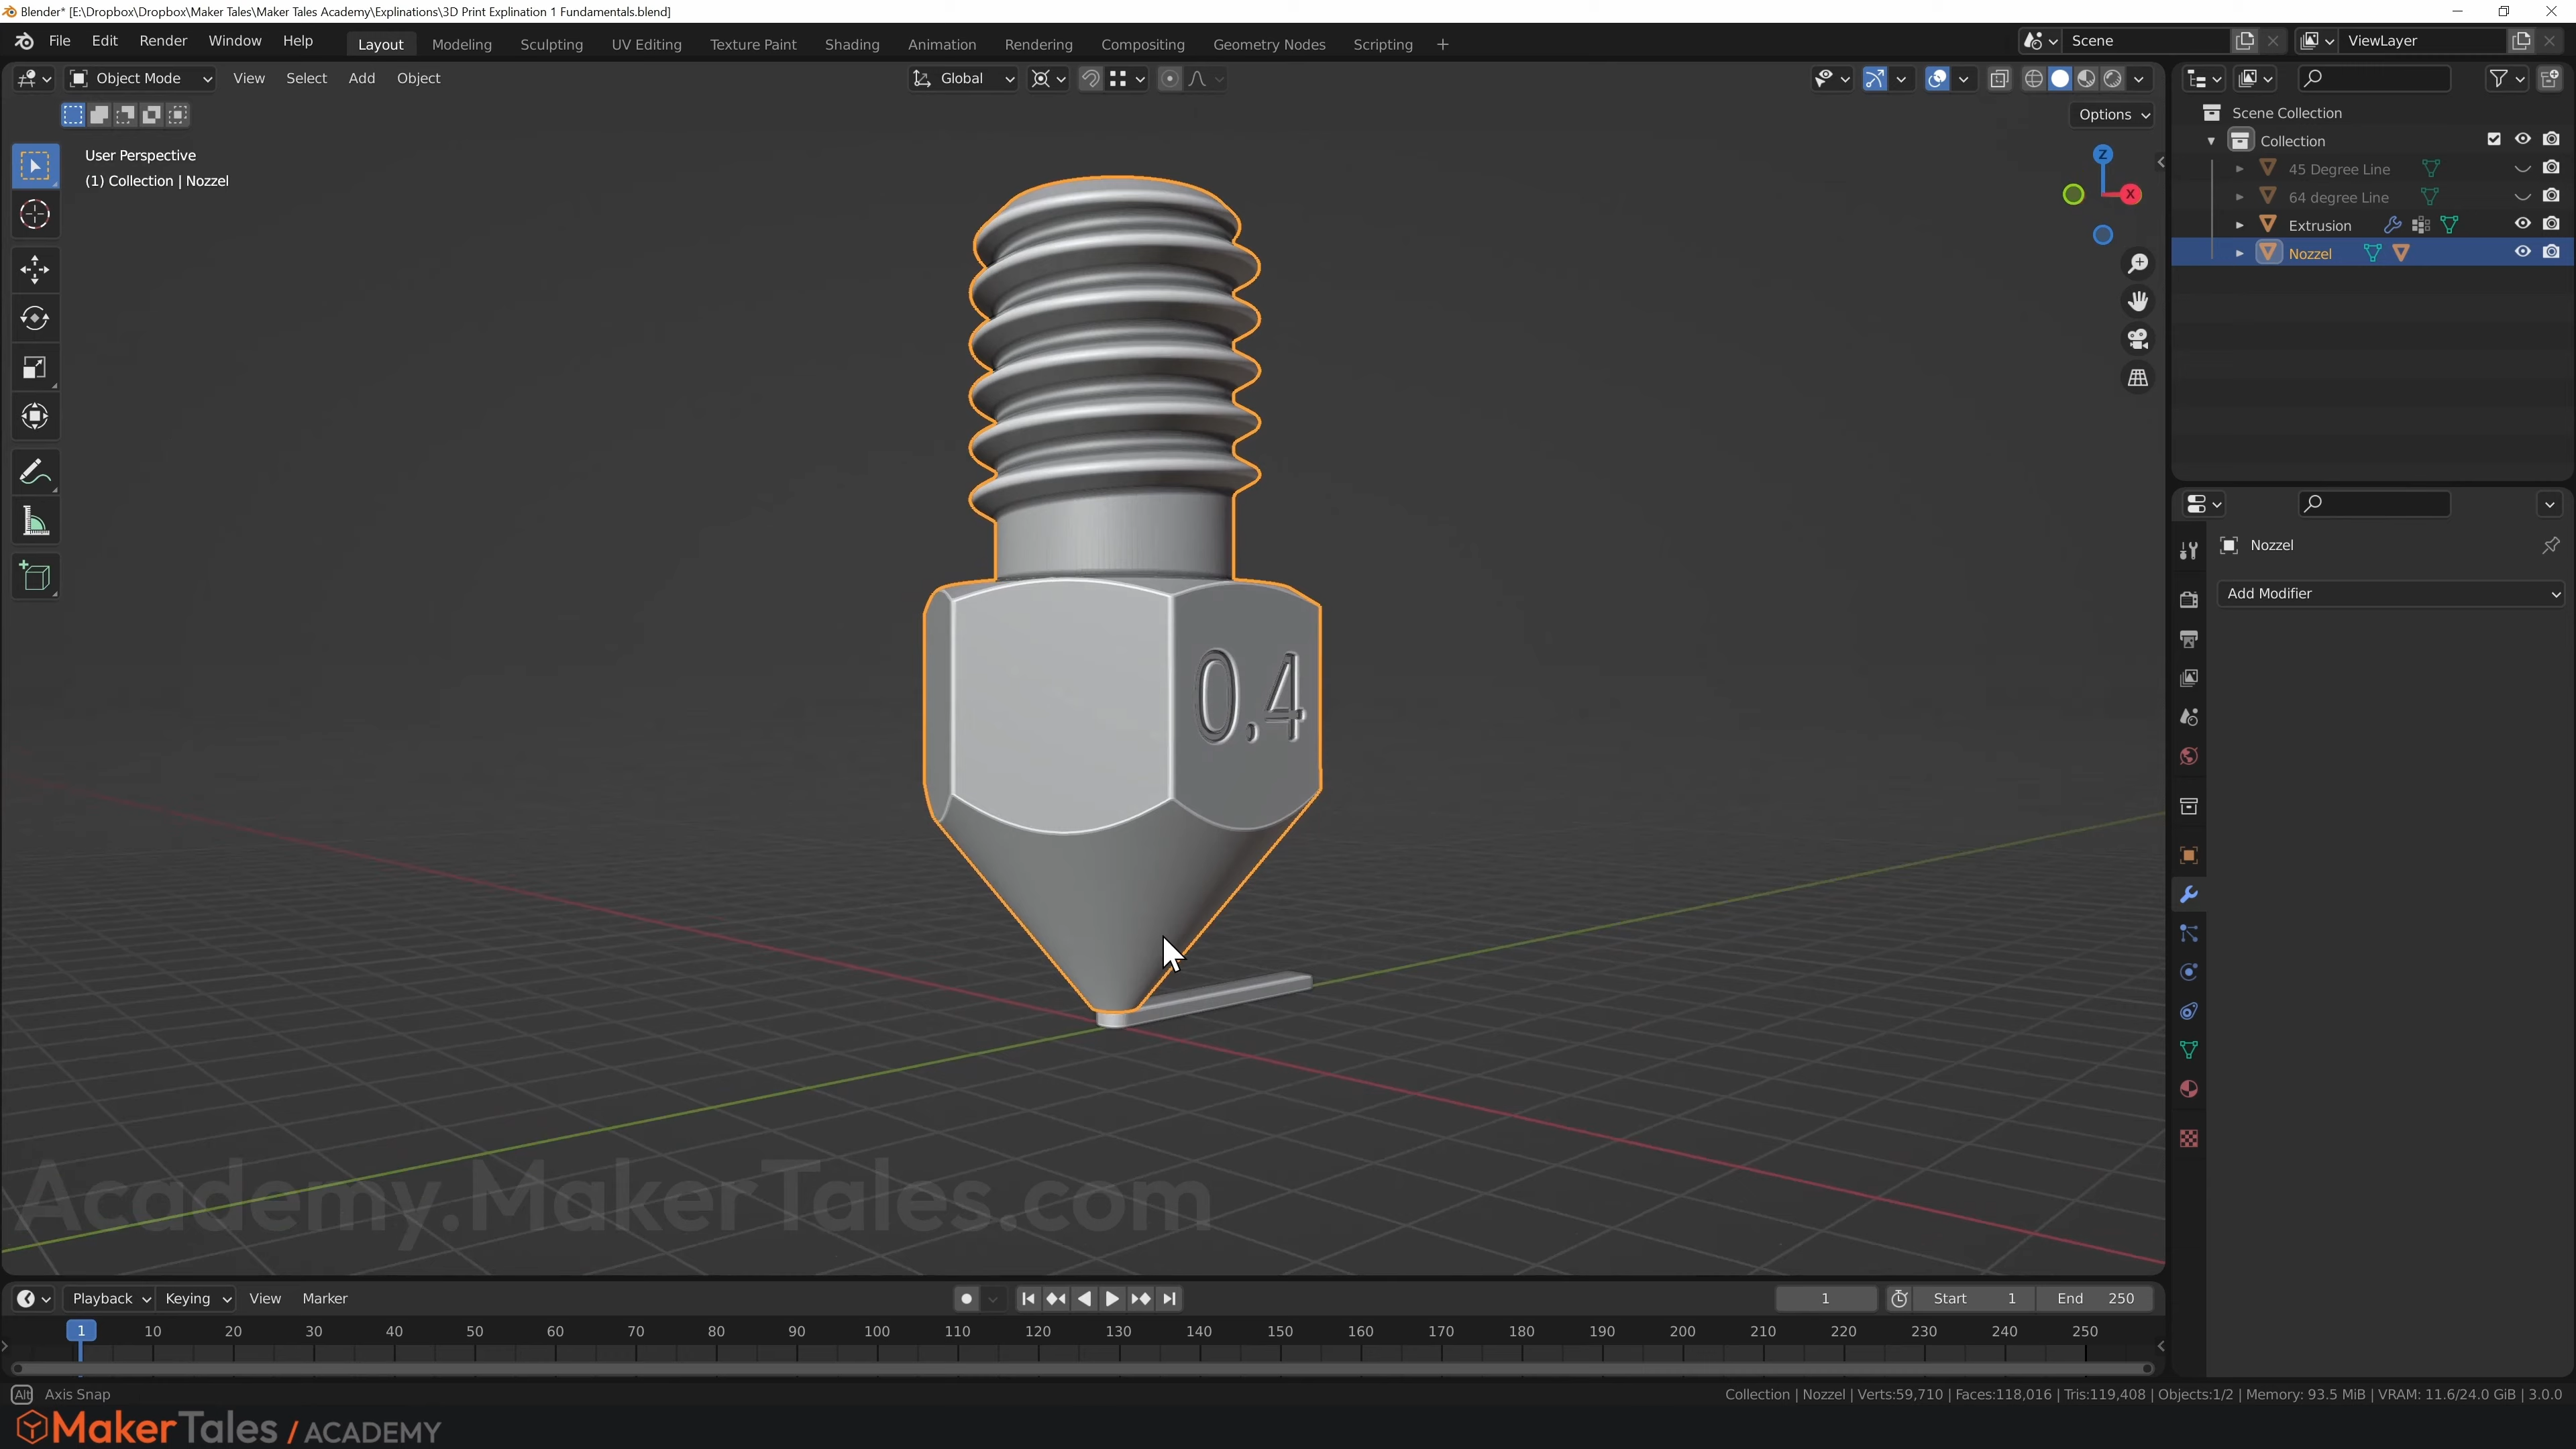 Blender* [E:\Dropbox\Dropbox\Maker Tales\Maker Tales Academy\Explinations\3D Print Explination 1 Fundamentals.blend]
File Edit Render Window Help Layout Modeling Sculpting UV Editing Texture Paint Shading Animation Rendering Compositing Geometry Nodes Scripting + Scene ViewLayer
Object Mode View Select Add Object Global
Options
User Perspective
(1) Collection | Nozzel
Z
X
Scene Collection
Collection
45 Degree Line
64 degree Line
Extrusion
Nozzel
Nozzel
Add Modifier
0,4
Academy.MakerTales.com
Playback Keying View Marker 1 Start 1 End 250
1 10 20 30 40 50 60 70 80 90 100 110 120 130 140 150 160 170 180 190 200 210 220 230 240 250
Alt Axis Snap Collection | Nozzel | Verts:59,710 | Faces:118,016 | Tris:119,408 | Objects:1/2 | Memory: 93.5 MiB | VRAM: 11.6/24.0 GiB | 3.0.0
MakerTales / ACADEMY